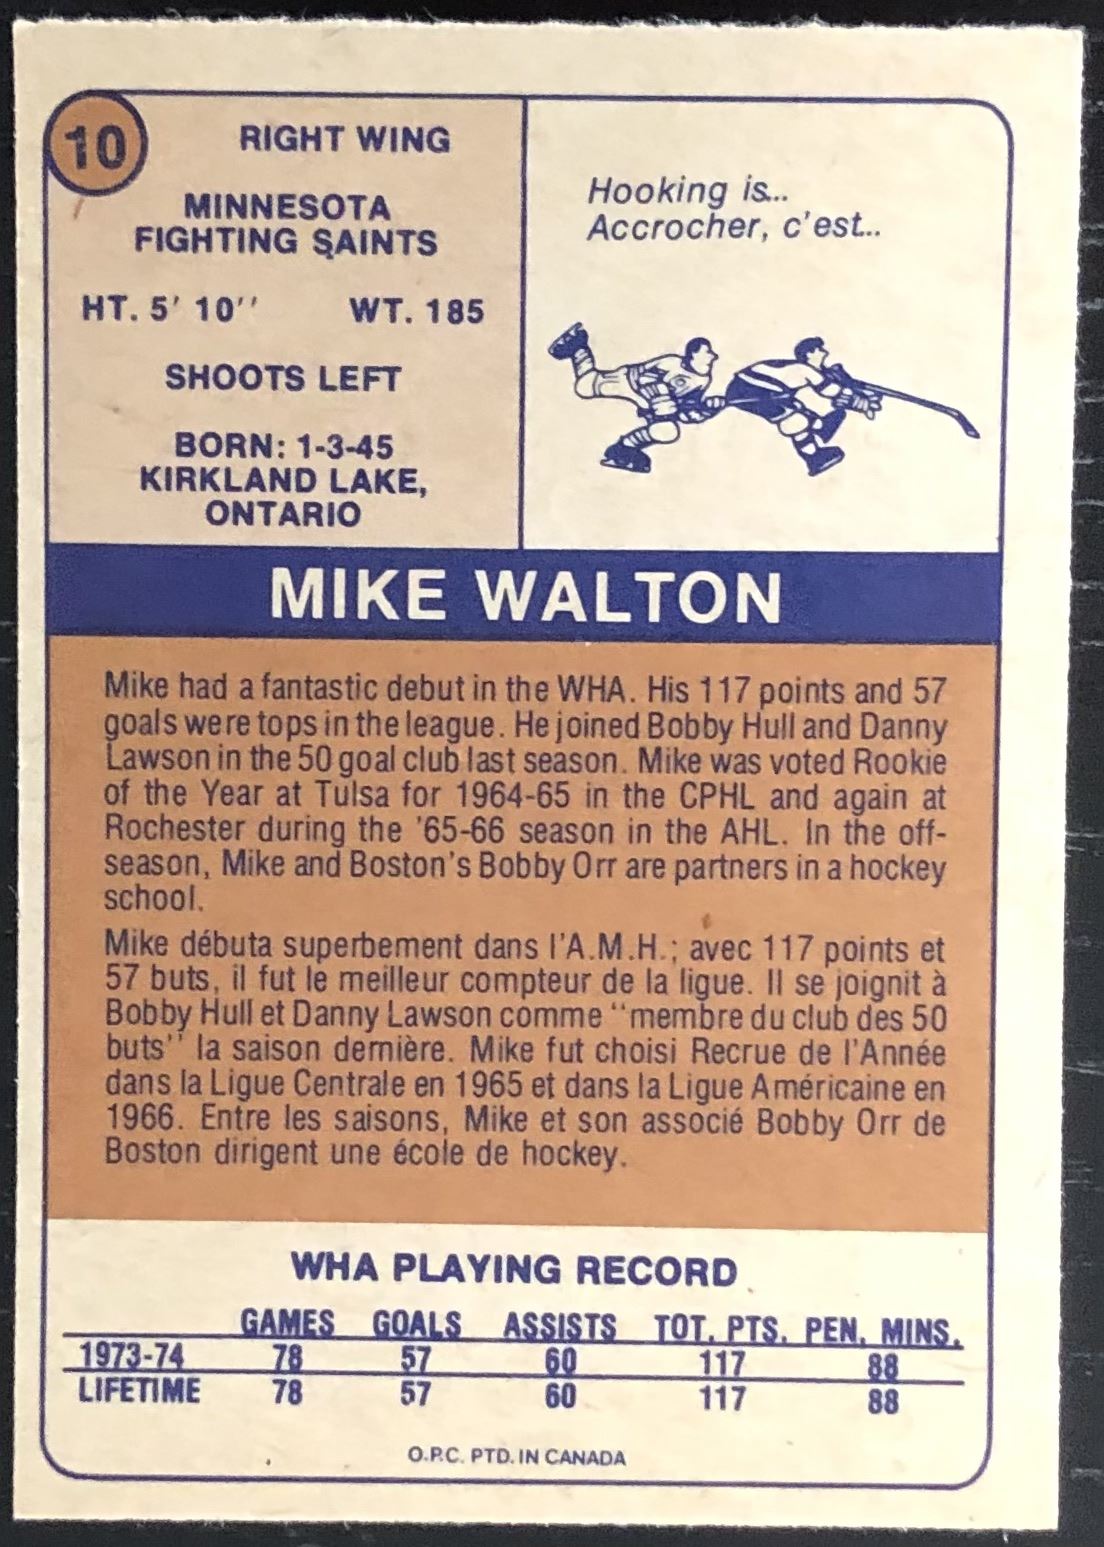 10
RIGHT WING
MINNESOTA
FIGHTING SAINTS
HT. 5' 10'' WT. 185
SHOOTS LEFT
BORN: 1-3-45
KIRKLAND LAKE,
ONTARIO
Hooking is...
Accrocher, c'est...
MIKE WALTON
Mike had a fantastic debut in the WHA. His 117 points and 57
goals were tops in the league. He joined Bobby Hull and Danny
Lawson in the 50 goal club last season. Mike was voted Rookie
of the Year at Tulsa for 1964-65 in the CPHL and again at
Rochester during the '65-66 season in the AHL. In the off-
season, Mike and Boston's Bobby Orr are partners in a hockey
school.
Mike débuta superbement dans l'A.M.H.; avec 117 points et
57 buts, il fut le meilleur compteur de la ligue. Il se joignit à
Bobby Hull et Danny Lawson comme "membre du club des 50
buts" la saison dernière. Mike fut choisi Recrue de l'Année
dans la Ligue Centrale en 1965 et dans la Ligue Américaine en
1966. Entre les saisons, Mike et son associé Bobby Orr de
Boston dirigent une école de hockey.
WHA PLAYING RECORD
GAMES GOALS ASSISTS TOT. PTS. PEN. MINS.
1973-74 78 57 60 117 88
LIFETIME 78 57 60 117 88
O.P.C. PTD. IN CANADA